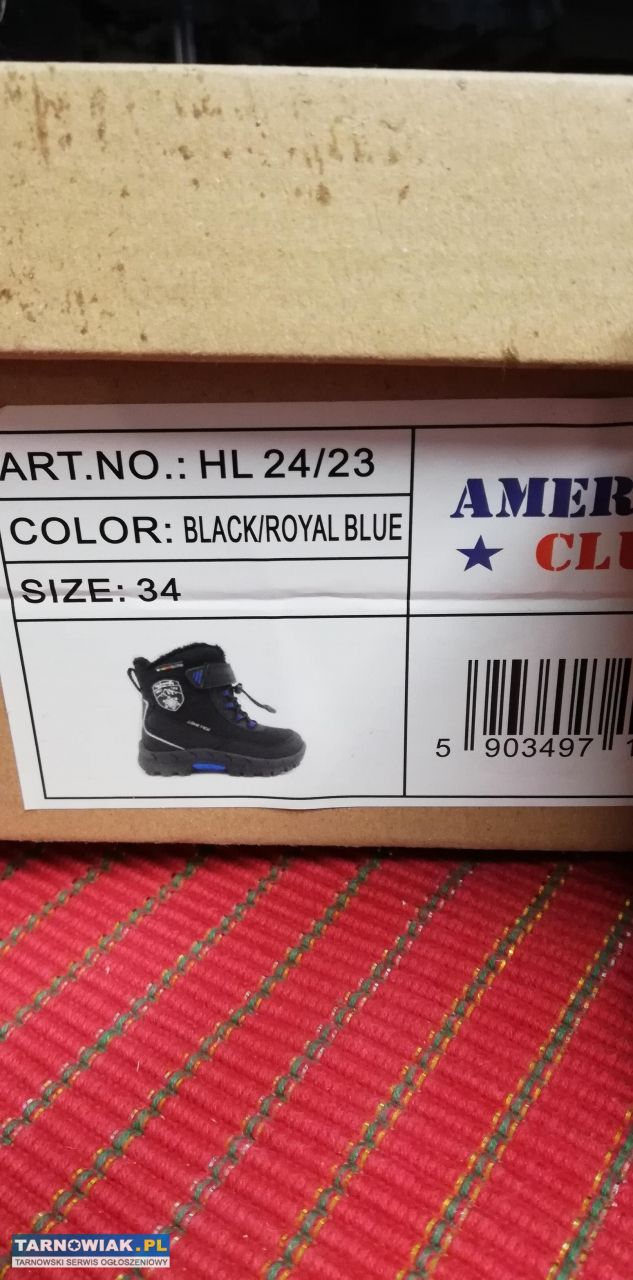 ART.NO.: HL 24/23
COLOR: BLACK/ROYAL BLUE
SIZE: 34
AMER
CLU
5 903497 1
TARNOWIAK.PL
TARNOWSKI SERWIS OGŁOSZENIOWY